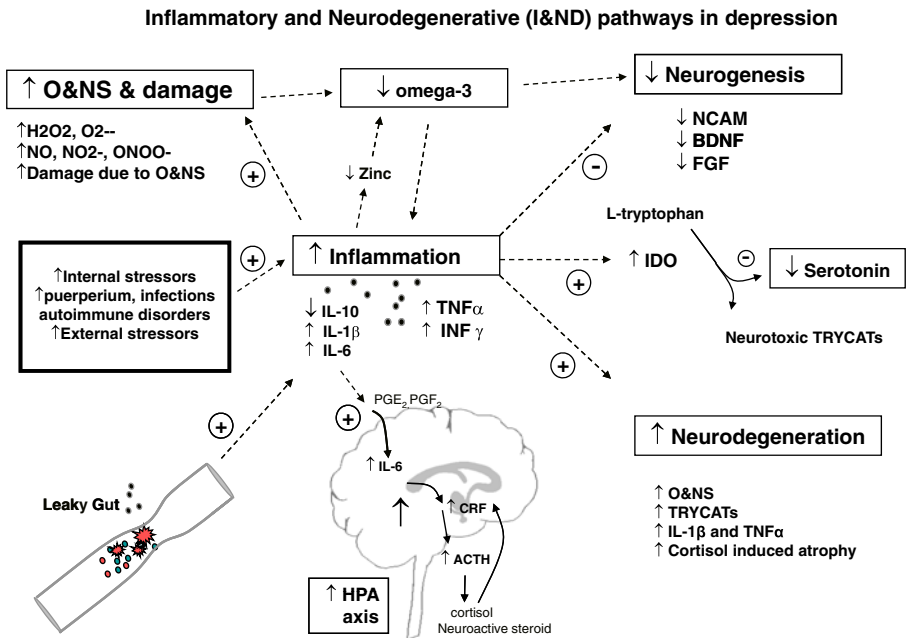 Inflammatory and Neurodegenerative (I&ND) pathways in depression
↑ O&NS & damage
↑H2O2, O2--
↑NO, NO2-, ONOO-
↑Damage due to O&NS
+
↓ omega-3
↓ Zinc
↓ Neurogenesis
↓ NCAM
↓ BDNF
↓ FGF
−
↑Internal stressors
↑puerperium, infections
autoimmune disorders
↑External stressors
+
↑ Inflammation
↓ IL-10
↑ IL-1β
↑ IL-6
↑ TNFα
↑ INF γ
+
↑ IDO
L-tryptophan
−
↓ Serotonin
Neurotoxic TRYCATs
+
↑ Neurodegeneration
↑ O&NS
↑ TRYCATs
↑ IL-1β and TNFα
↑ Cortisol induced atrophy
+
Leaky Gut
+
PGE₂,PGF₂
↑ IL-6
↑
↑ CRF
↑ ACTH
cortisol
Neuroactive steroid
↑ HPA
axis